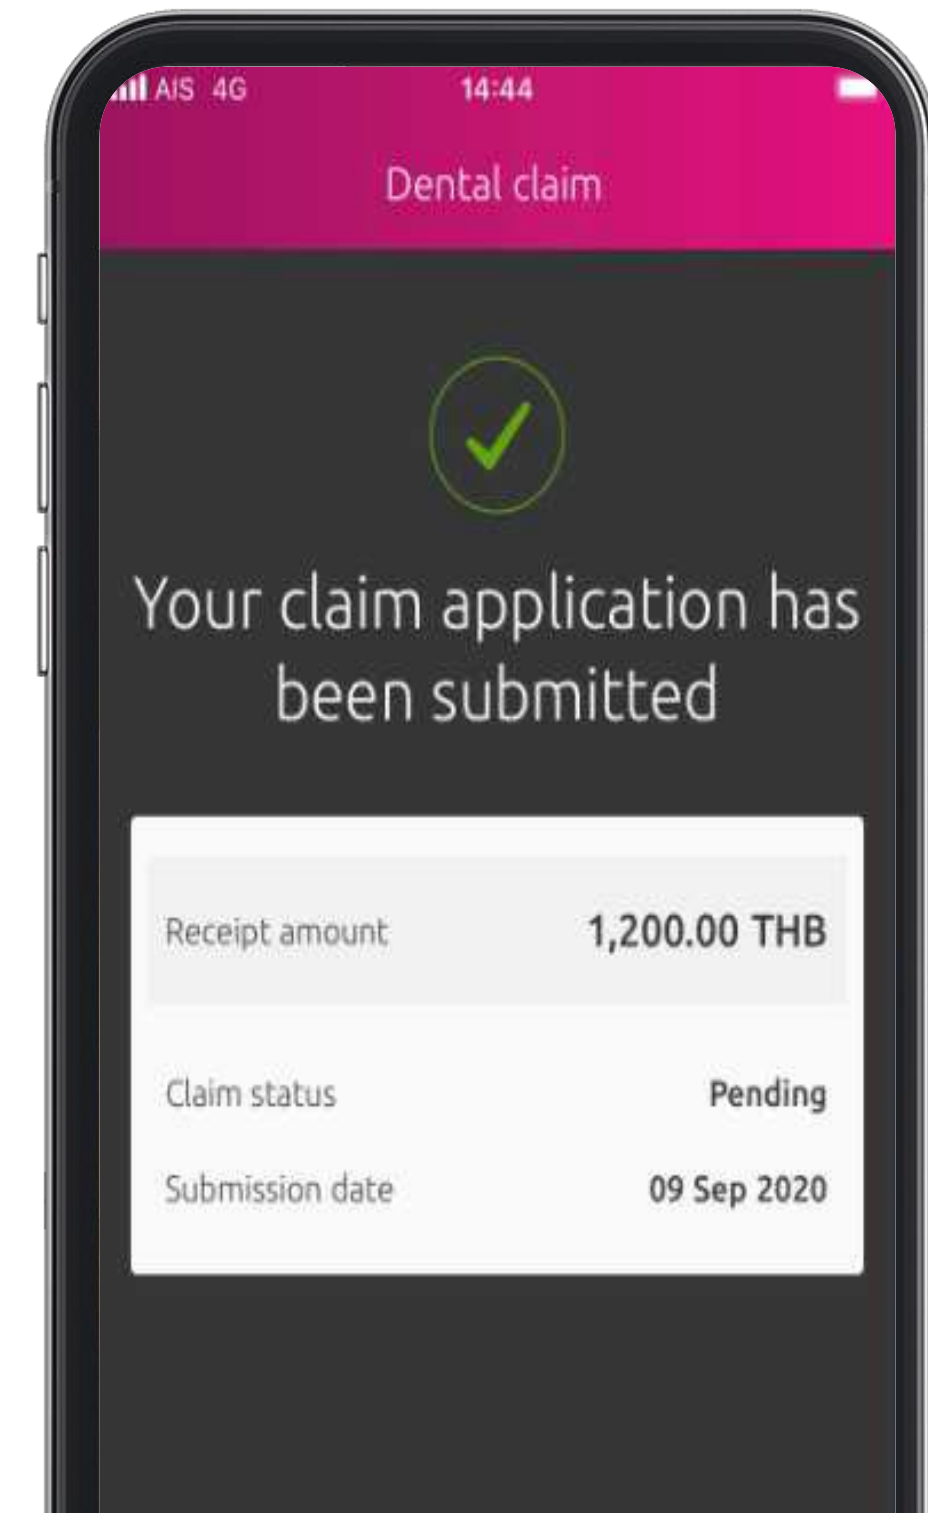 AIS 4G 14:44
Dental claim
Your claim application has
been submitted
Receipt amount 1,200.00 THB
Claim status Pending
Submission date 09 Sep 2020